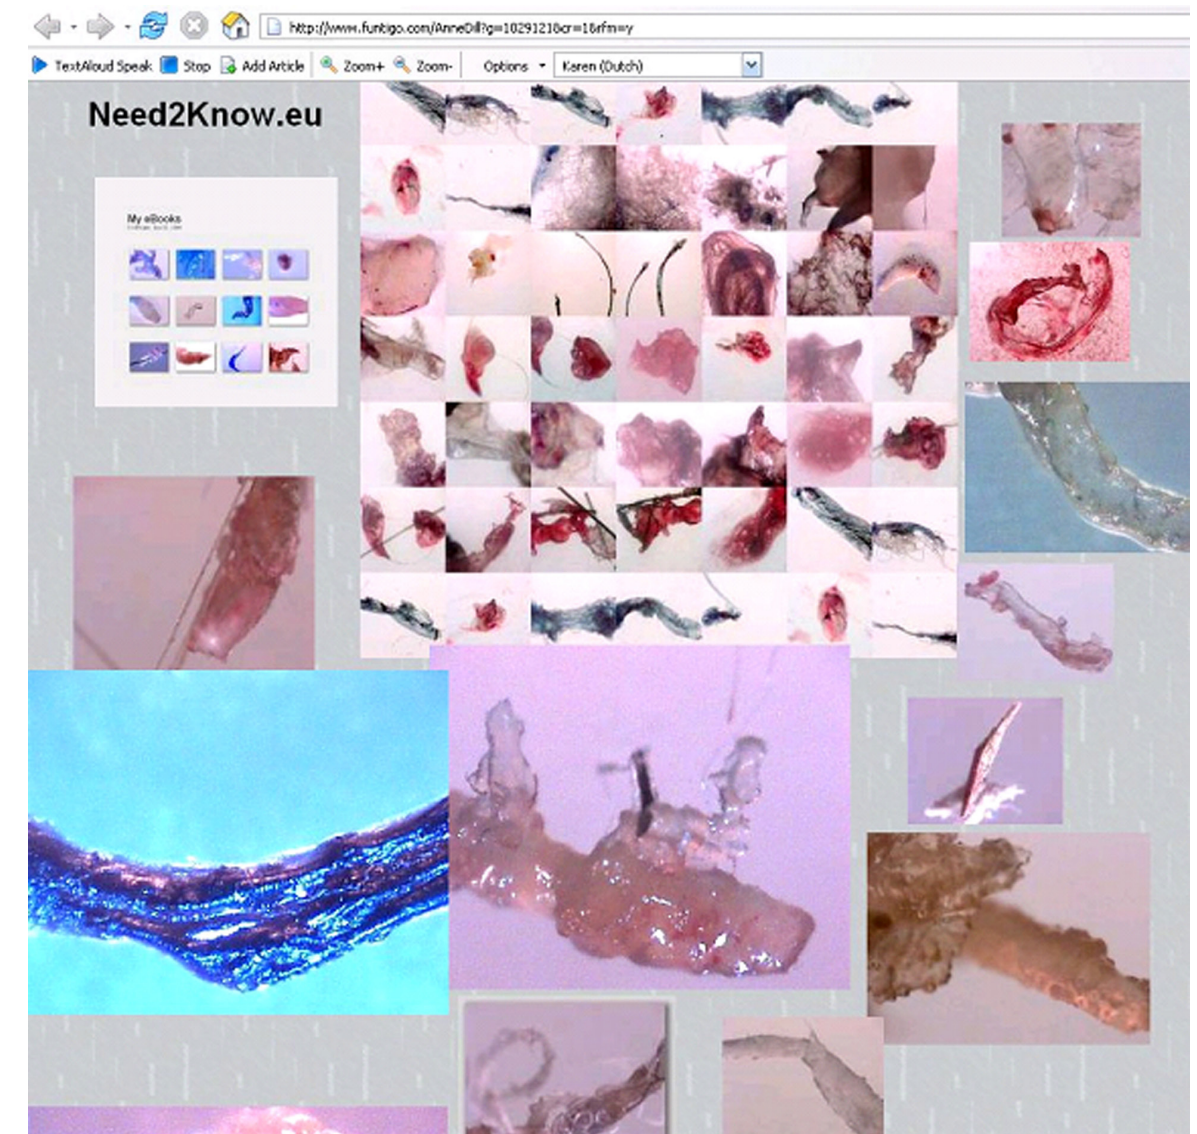 http://www.funtigo.com/AnneDill?g=10291218cr=1&rfm=y
TextAloud Speak Stop Add Article Zoom+ Zoom- Options Karen (Dutch)
Need2Know.eu
My eBooks